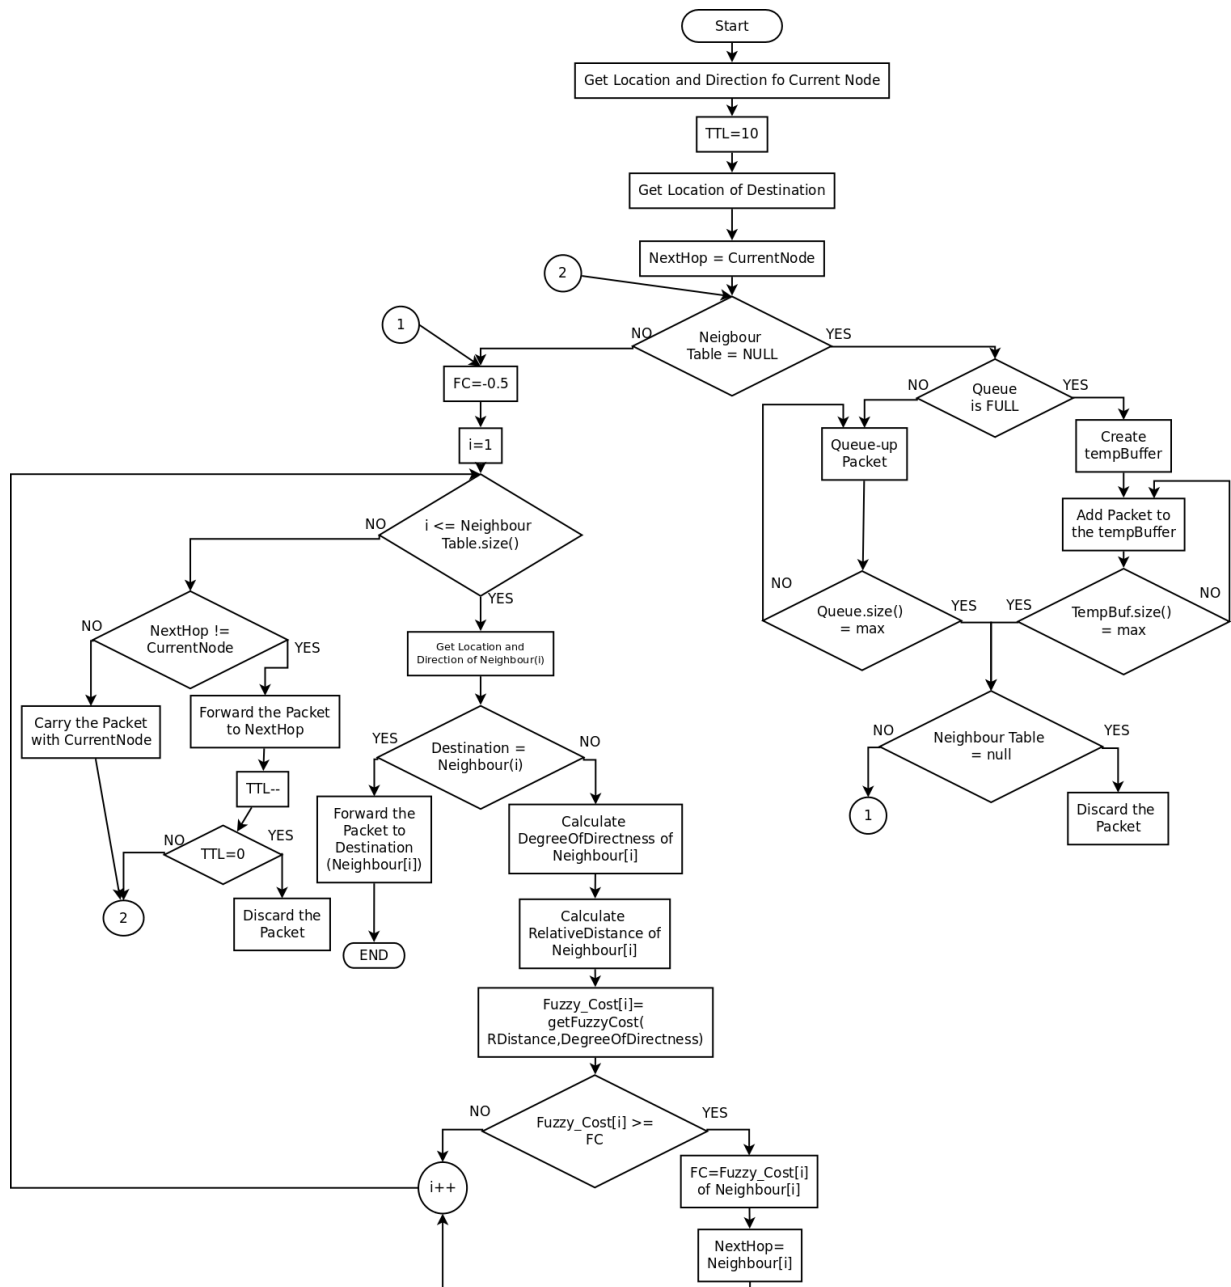 Start
Get Location and Direction fo Current Node
TTL=10
Get Location of Destination
NextHop = CurrentNode
2
1
Neigbour
Table = NULL
NO
YES
FC=-0.5
Queue
is FULL
NO
YES
i=1
Queue-up
Packet
Create
tempBuffer
i <= Neighbour
Table.size()
NO
YES
Add Packet to
the tempBuffer
NextHop !=
CurrentNode
NO
YES
Queue.size()
= max
NO
YES
TempBuf.size()
= max
YES
NO
Get Location and
Direction of Neighbour(i)
Carry the Packet
with CurrentNode
Forward the Packet
to NextHop
Destination =
Neighbour(i)
YES
NO
Neighbour Table
= null
NO
YES
TTL--
1
Discard the
Packet
Forward the
Packet to
Destination
(Neighbour[i])
Calculate
DegreeOfDirectness of
Neighbour[i]
TTL=0
NO
YES
2
Discard the
Packet
END
Calculate
RelativeDistance of
Neighbour[i]
Fuzzy_Cost[i]=
getFuzzyCost(
RDistance,DegreeOfDirectness)
Fuzzy_Cost[i] >=
FC
NO
YES
i++
FC=Fuzzy_Cost[i]
of Neighbour[i]
NextHop=
Neighbour[i]